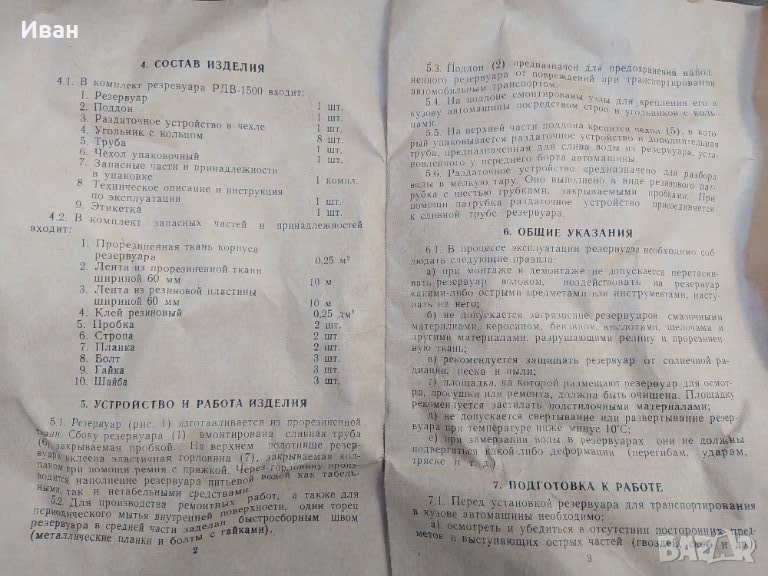 Иван
4. СОСТАВ ИЗДЕЛИЯ
4.1. В комплект резревуара РДВ-1500 входит:
1. Резервуар 1 шт.
2. Поддон 1 шт.
3. Раздаточное устройство в чехле 1 шт.
4. Угольник с кольцом 1 шт.
5. Труба 8 шт.
6. Чехол упаковочный 1 шт.
7. Запасные части и принадлежности
в упаковке 1 компл.
8. Техническое описание и инструкция
по эксплуатации 1 шт.
9. Этикетка 1 шт.
4.2. В комплект запасных частей и принадлежностей
входит:
1. Прорезиненная ткань корпуса
резервуара 0,25 м²
2. Лента из прорезиненной ткани
шириной 60 мм 10 м
3. Лента из резиновой пластины
шириной 60 мм 10 м
4. Клей резиновый 0,25 дм³
5. Пробка 2 шт.
6. Стропа 2 шт.
7. Планка 2 шт.
8. Болт 3 шт.
9. Гайка 3 шт.
10. Шайба 3 шт.
5. УСТРОЙСТВО И РАБОТА ИЗДЕЛИЯ
5.1. Резервуар (рис. 1) изготавливается из прорезиненной
ткани. Сбоку резервуара (1) вмонтирована сливная труба
(6), закрываемая пробкой. На верхнем полотнище резер-
вуара вклеена эластичная горловина (7), закрываемая кол-
паком при помощи ремня с пряжкой. Через горловину произ-
водится наполнение резервуара питьевой водой как табель-
ными, так и нетабельными средствами.
5.2. Для производства ремонтных работ, а также для
периодического мытья внутренней поверхности, один торец
резервуара в средней части заделан быстросборным швом
(металлические планки и болты с гайками).
2
5.3. Поддон (2) предназначен для предохранения напол-
ненного резервуара от повреждений при транспортировании
автомобильным транспортом.
5.4. На поддоне смонтированы узлы для крепления его к
кузову автомашины посредством строп и угольников с коль-
цами.
5.5. На верхней части поддона крепится чехол (5), в кото-
рый упаковывается раздаточное устройство и дополнительная
труба, предназначенная для слива воды из резервуара, уста-
новленного у переднего борта автомашины.
5.6. Раздаточное устройство предназначено для разбора
воды в мелкую тару. Оно выполнено в виде резинового пат-
рубка с шестью трубками, закрываемыми пробками. При
помощи патрубка раздаточное устройство присоединяется
к сливной трубе резервуара.
6. ОБЩИЕ УКАЗАНИЯ
6.1. В процессе эксплуатации резервуара необходимо соб-
людать следующие правила:
а) при монтаже и демонтаже не допускается перетаски-
вать резервуар волоком, воздействовать на резервуар
какими-либо острыми предметами или инструментами, насту-
пать на него;
б) не допускается загрязнение резервуаров смазочными
материалами, керосином, бензином, кислотами, щелочами и
другими материалами, разрушающими резину и прорезинен-
ную ткань;
в) рекомендуется защищать резервуар от солнечной ра-
диации, песка и пыли;
г) площадка, на которой размещают резервуар для осмот-
ра, просушки или ремонта, должна быть очищена. Площадку
рекомендуется застилать подстилочными материалами;
д) не допускается свертывание или развертывание резер-
вуара при температуре ниже минус 10°С;
е) при замерзании воды в резервуарах они не должны
подвергаться какой-либо деформации (перегибам, ударам,
тряске и т. д.)
7. ПОДГОТОВКА К РАБОТЕ
7.1. Перед установкой резервуара для транспортирования
в кузове автомашины необходимо:
а) осмотреть и убедиться в отсутствии посторонних пред-
метов и выступающих острых частей (гвоздей, скоб и др.)
3
BAZAR